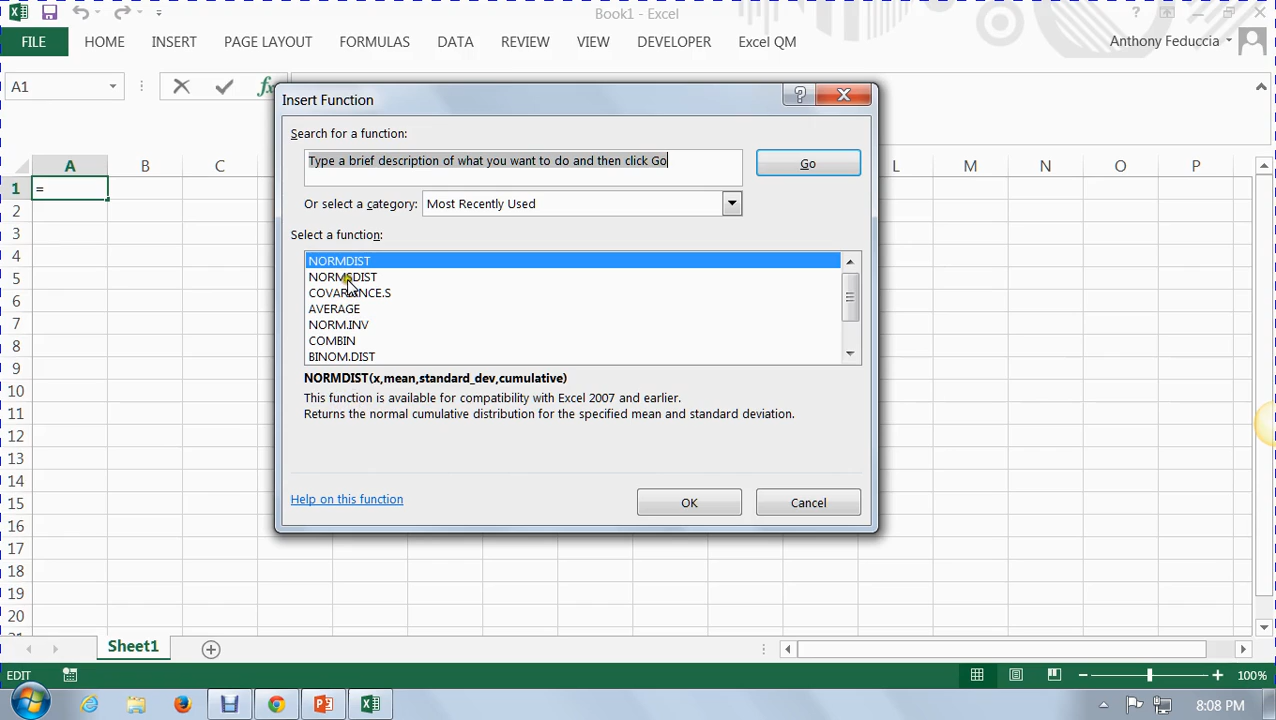 Book1 - Excel
FILE HOME INSERT PAGE LAYOUT FORMULAS DATA REVIEW VIEW DEVELOPER Excel QM Anthony Feduccia
A1 fx
Insert Function
Search for a function:
Type a brief description of what you want to do and then click Go
Go
Or select a category: Most Recently Used
Select a function:
NORMDIST
NORMSDIST
COVARIANCE.S
AVERAGE
NORM.INV
COMBIN
BINOM.DIST
NORMDIST(x,mean,standard_dev,cumulative)
This function is available for compatibility with Excel 2007 and earlier.
Returns the normal cumulative distribution for the specified mean and standard deviation.
Help on this function
OK Cancel
A B C L M N O P
1 =
2
3
4
5
6
7
8
9
10
11
12
13
14
15
16
17
18
19
20
Sheet1
EDIT 100%
8:08 PM